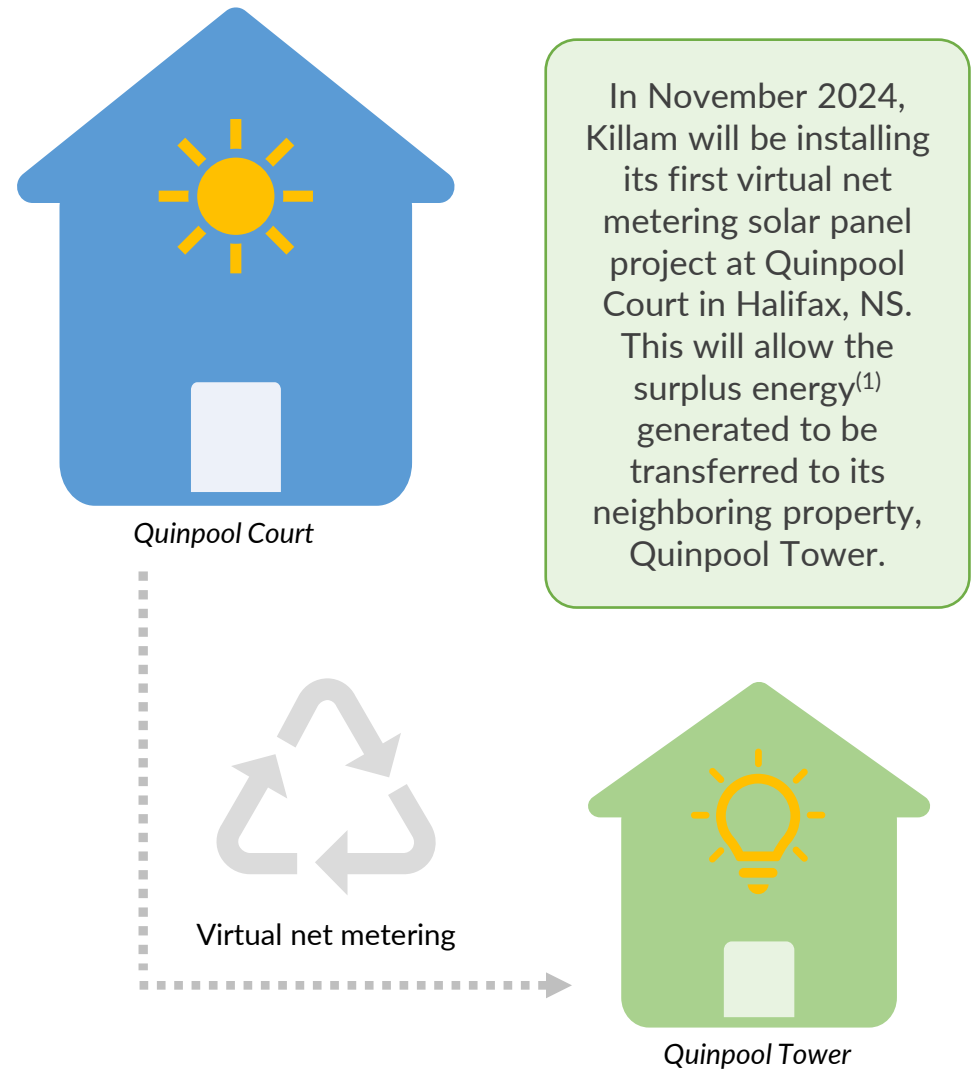 In November 2024,
Killam will be installing
its first virtual net
metering solar panel
project at Quinpool
Court in Halifax, NS.
This will allow the
surplus energy(1)
generated to be
transferred to its
neighboring property,
Quinpool Tower.
Quinpool Court
Virtual net metering
Quinpool Tower